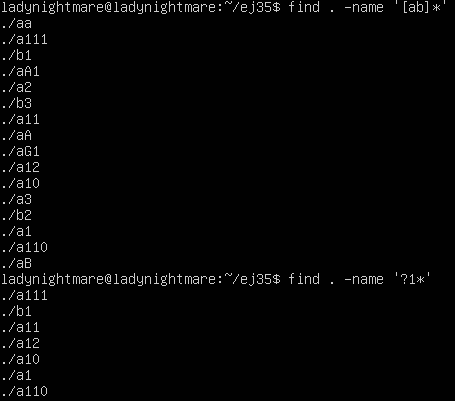 ladynightmare@ladynightmare:~/ej35$ find . -name '[ab]*'
./aa
./a111
./b1
./aA1
./a2
./b3
./a11
./aA
./aG1
./a12
./a10
./a3
./b2
./a1
./a110
./aB
ladynightmare@ladynightmare:~/ej35$ find . -name '?1*'
./a111
./b1
./a11
./a12
./a10
./a1
./a110